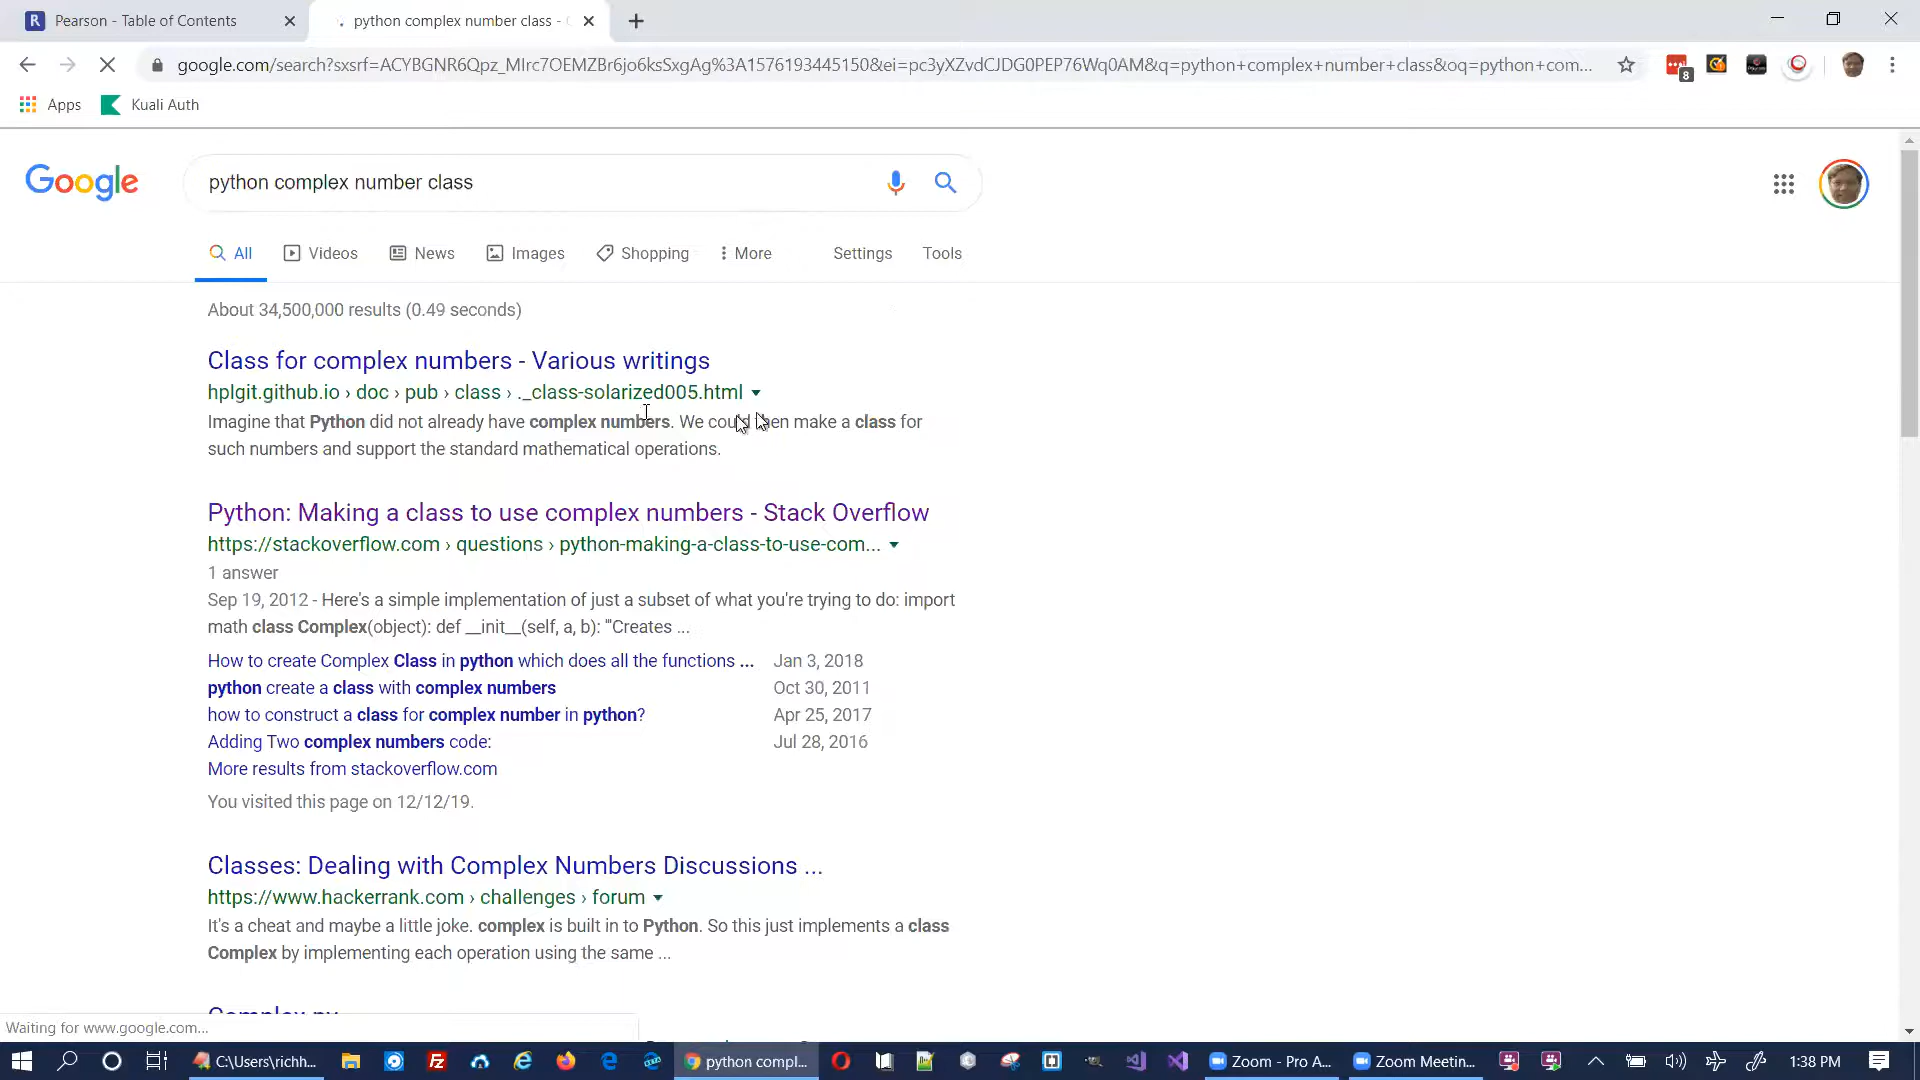 R Pearson - Table of Contents
python complex number class -
google.com/search?sxsrf=ACYBGNR6Qpz_MIrc7OEMZBr6jo6ksSxgAg%3A1576193445150&ei=pc3yXZvdCJDG0PEP76Wq0AM&q=python+complex+number+class&oq=python+com...
8
Apps
Kuali Auth
Google
python complex number class
All
Videos
News
Images
Shopping
More
Settings
Tools
About 34,500,000 results (0.49 seconds)
Class for complex numbers - Various writings
hplgit.github.io › doc › pub › class › ._class-solarized005.html
Imagine that Python did not already have complex numbers. We could then make a class for
such numbers and support the standard mathematical operations.
Python: Making a class to use complex numbers - Stack Overflow
https://stackoverflow.com › questions › python-making-a-class-to-use-com...
1 answer
Sep 19, 2012 - Here's a simple implementation of just a subset of what you're trying to do: import
math class Complex(object): def __init__(self, a, b): '''Creates ...
How to create Complex Class in python which does all the functions ... Jan 3, 2018
python create a class with complex numbers Oct 30, 2011
how to construct a class for complex number in python? Apr 25, 2017
Adding Two complex numbers code: Jul 28, 2016
More results from stackoverflow.com
You visited this page on 12/12/19.
Classes: Dealing with Complex Numbers Discussions ...
https://www.hackerrank.com › challenges › forum
It's a cheat and maybe a little joke. complex is built in to Python. So this just implements a class
Complex by implementing each operation using the same ...
Complex.py
Waiting for www.google.com...
C:\Users\richh...
python compl...
Zoom - Pro A...
Zoom Meetin...
1:38 PM